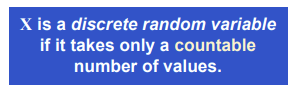 X is a discrete random variable
if it takes only a countable
number of values.